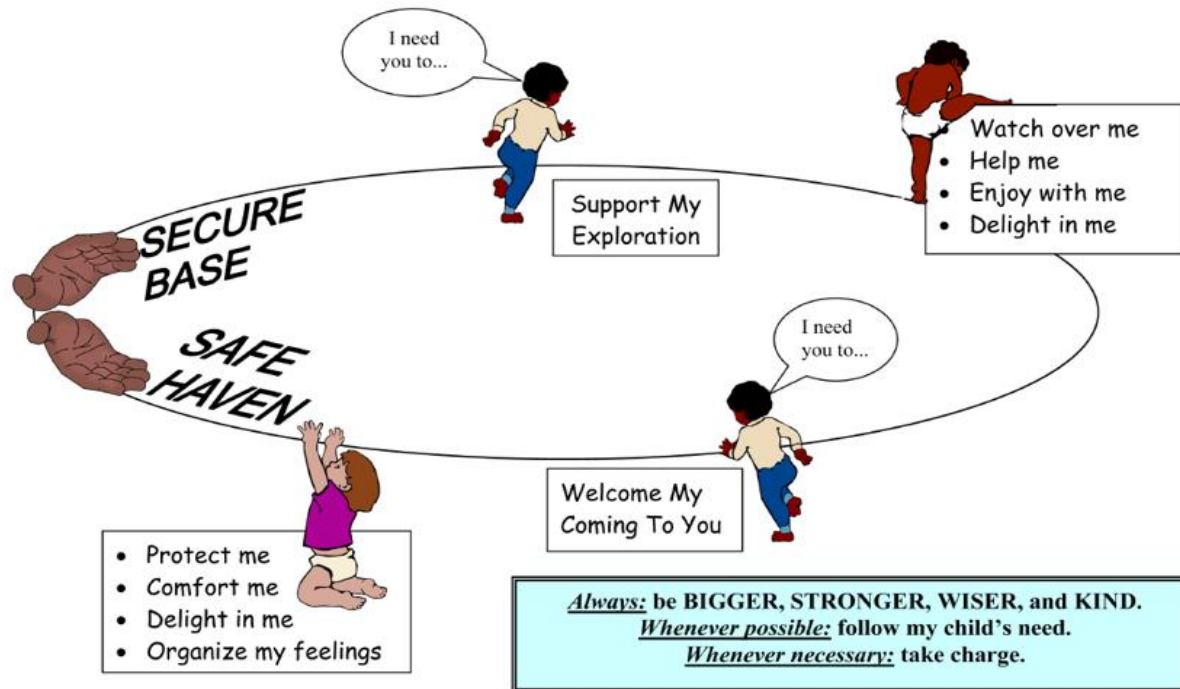 I need
you to...
Watch over me
• Help me
• Enjoy with me
• Delight in me
Support My
Exploration
SECURE
BASE
SAFE
HAVEN
I need
you to...
Welcome My
Coming To You
• Protect me
• Comfort me
• Delight in me
• Organize my feelings
Always: be BIGGER, STRONGER, WISER, and KIND.
Whenever possible: follow my child's need.
Whenever necessary: take charge.